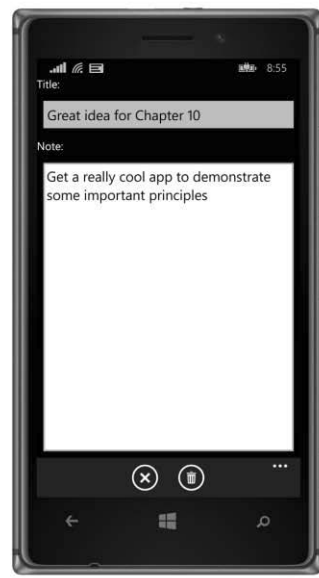 8:55
Title:
Great idea for Chapter 10
Note:
Get a really cool app to demonstrate
some important principles